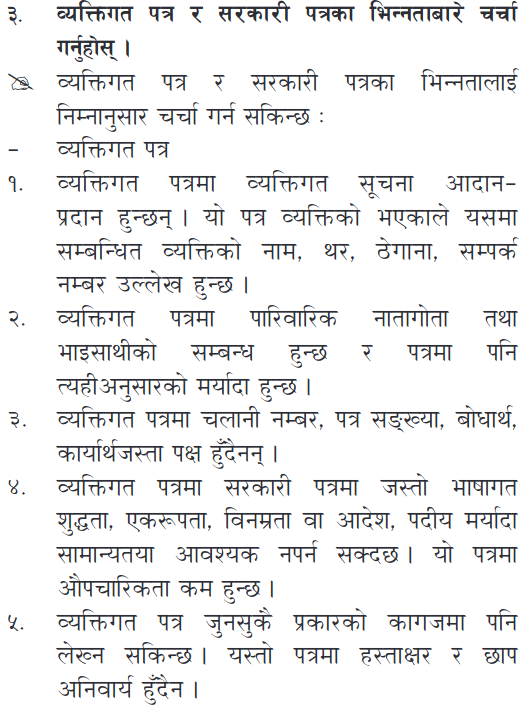 ३. व्यक्तिगत पत्र र सरकारी पत्रका भिन्नताबारे चर्चा
गर्नुहोस् ।
व्यक्तिगत पत्र र सरकारी पत्रका भिन्नतालाई
निम्नानुसार चर्चा गर्न सकिन्छ :
– व्यक्तिगत पत्र
१. व्यक्तिगत पत्रमा व्यक्तिगत सूचना आदान–
प्रदान हुन्छन् । यो पत्र व्यक्तिको भएकाले यसमा
सम्बन्धित व्यक्तिको नाम, थर, ठेगाना, सम्पर्क
नम्बर उल्लेख हुन्छ ।
२. व्यक्तिगत पत्रमा पारिवारिक नातागोता तथा
भाइसाथीको सम्बन्ध हुन्छ र पत्रमा पनि
त्यहीअनुसारको मर्यादा हुन्छ ।
३. व्यक्तिगत पत्रमा चलानी नम्बर, पत्र सङ्ख्या, बोधार्थ,
कार्यार्थजस्ता पक्ष हुँदैनन् ।
४. व्यक्तिगत पत्रमा सरकारी पत्रमा जस्तो भाषागत
शुद्धता, एकरूपता, विनम्रता वा आदेश, पदीय मर्यादा
सामान्यतया आवश्यक नपर्न सक्दछ । यो पत्रमा
औपचारिकता कम हुन्छ ।
५. व्यक्तिगत पत्र जुनसुकै प्रकारको कागजमा पनि
लेख्न सकिन्छ । यस्तो पत्रमा हस्ताक्षर र छाप
अनिवार्य हुँदैन ।